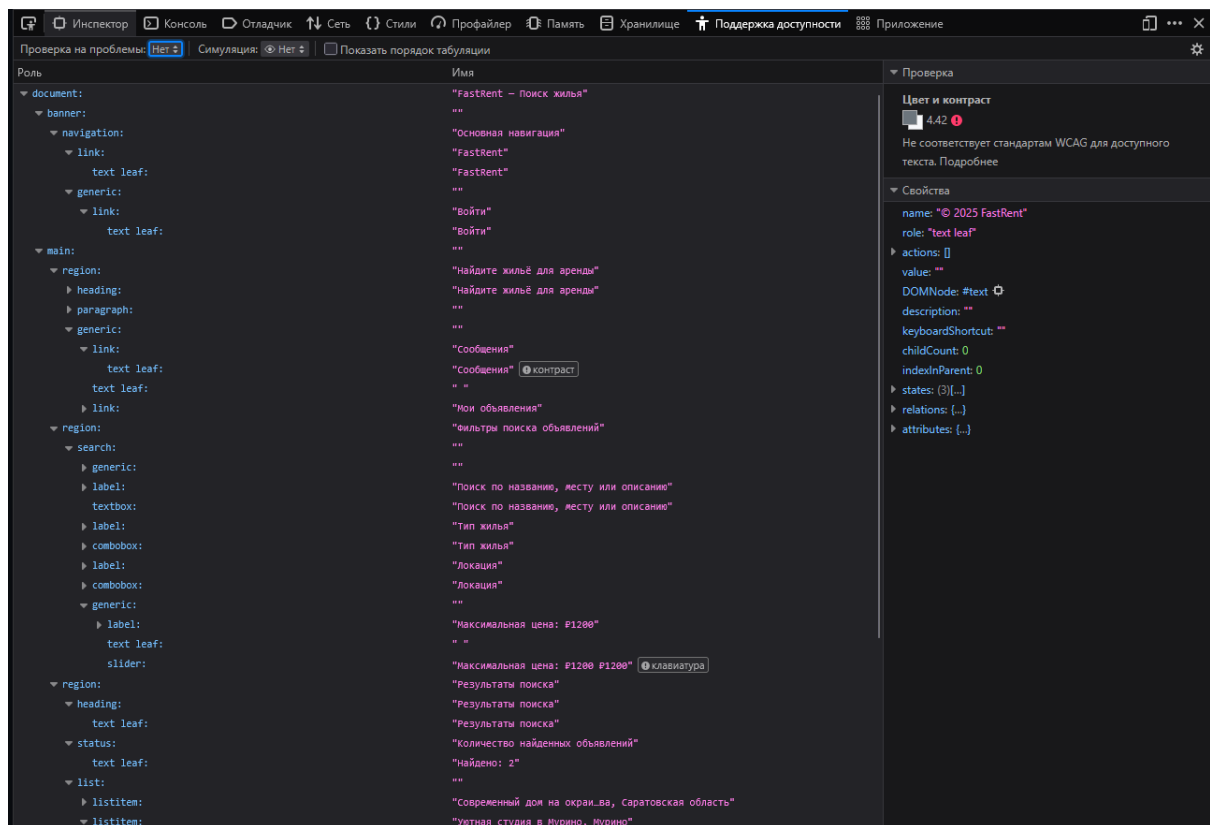 Инспектор Консоль Отладчик Сеть Стили Профайлер Память Хранилище Поддержка доступности Приложение
Проверка на проблемы: Нет Симуляция: Нет Показать порядок табуляции
Роль Имя
document: "FastRent — Поиск жилья"
banner: ""
navigation: "Основная навигация"
link: "FastRent"
text leaf: "FastRent"
generic: ""
link: "Войти"
text leaf: "Войти"
main: ""
region: "Найдите жильё для аренды"
heading: "Найдите жильё для аренды"
paragraph: ""
generic: ""
link: "Сообщения"
text leaf: "Сообщения" контраст
text leaf: " "
link: "Мои объявления"
region: "Фильтры поиска объявлений"
search: ""
generic: ""
label: "Поиск по названию, месту или описанию"
textbox: "Поиск по названию, месту или описанию"
label: "Тип жилья"
combobox: "Тип жилья"
label: "Локация"
combobox: "Локация"
generic: ""
label: "Максимальная цена: ₽1200"
text leaf: " "
slider: "Максимальная цена: ₽1200 ₽1200" клавиатура
region: "Результаты поиска"
heading: "Результаты поиска"
text leaf: "Результаты поиска"
status: "Количество найденных объявлений"
text leaf: "Найдено: 2"
list: ""
listitem: "Современный дом на окраи…ва, Саратовская область"
listitem: "Уютная студия в Мурино, Мурино"
Проверка
Цвет и контраст
4.42
Не соответствует стандартам WCAG для доступного
текста. Подробнее
Свойства
name: "© 2025 FastRent"
role: "text leaf"
actions: []
value: ""
DOMNode: #text
description: ""
keyboardShortcut: ""
childCount: 0
indexInParent: 0
states: (3)[…]
relations: {…}
attributes: {…}